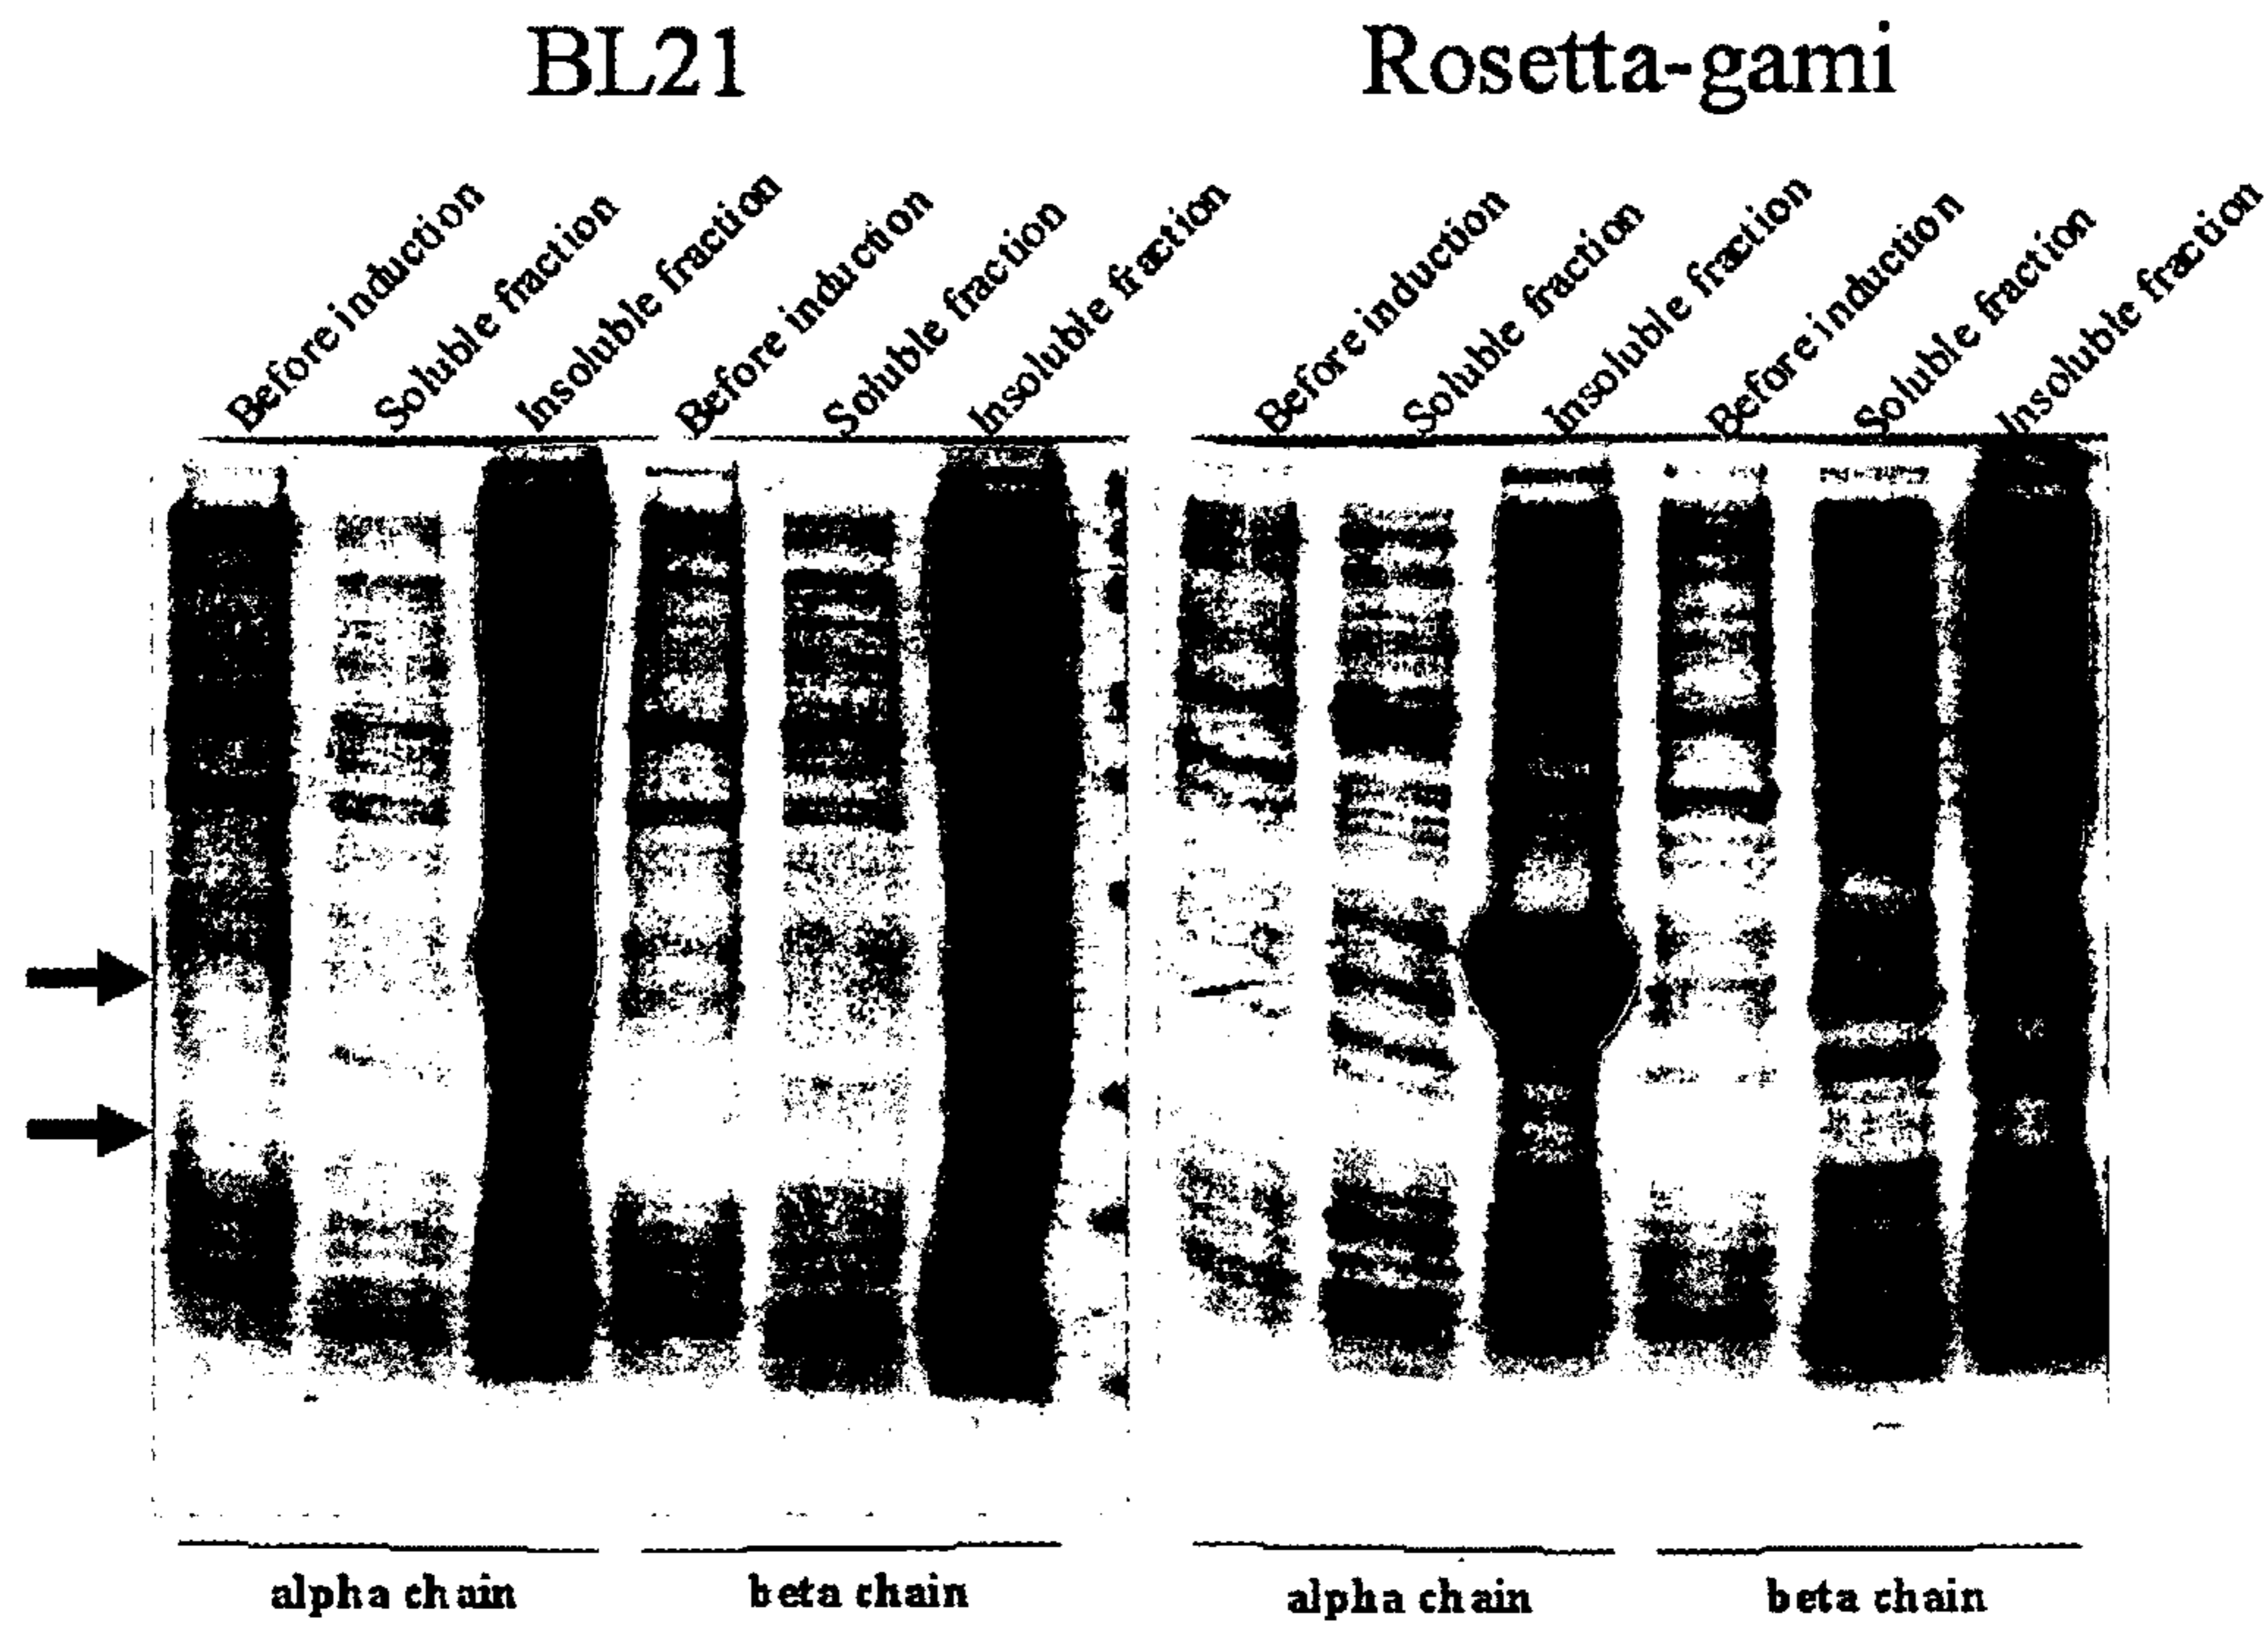 BL21 Rosetta-gami
Before induction Soluble fraction Insoluble fraction Before induction Soluble fraction Insoluble fraction Before induction Soluble fraction Insoluble fraction Before induction Soluble fraction Insoluble fraction
alpha chain beta chain alpha chain beta chain